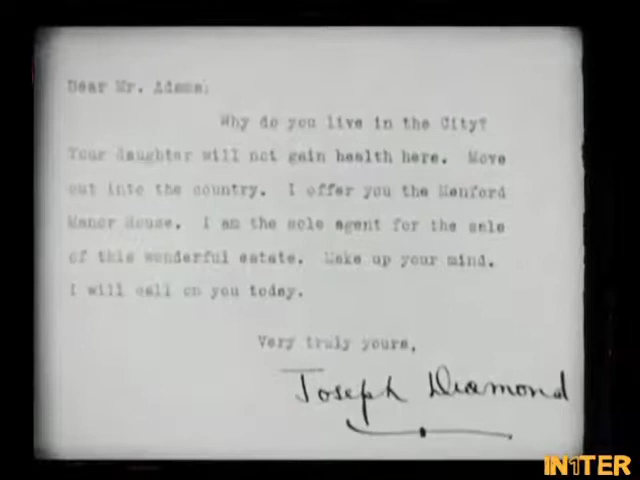 Dear Mr. Adams,
Why do you live in the City?
Your daughter will not gain health here. Move
out into the country. I offer you the Menford
Manor House. I am the sole agent for the sale
of this wonderful estate. Make up your mind.
I will call on you today.
Very truly yours,
Joseph Diamond
IN1TER